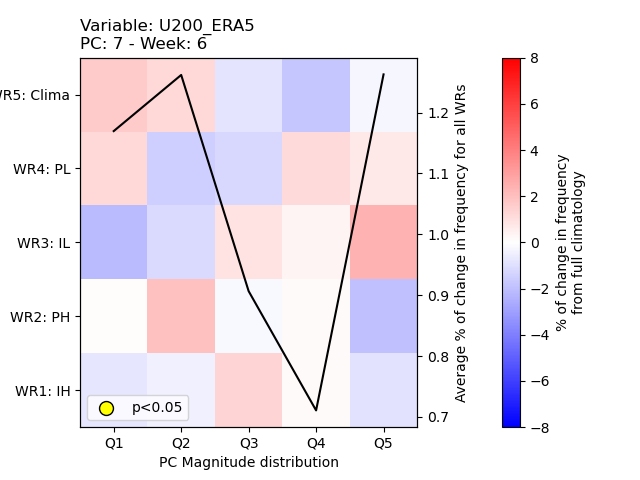 Variable: U200_ERA5
PC: 7 - Week: 6
WR5: Clima
WR4: PL
WR3: IL
WR2: PH
WR1: IH
p<0.05
Q1 Q2 Q3 Q4 Q5
PC Magnitude distribution
1.2
1.1
1.0
0.9
0.8
0.7
Average % of change in frequency for all WRs
8
6
4
2
0
−2
−4
−6
−8
% of change in frequency
from full climatology